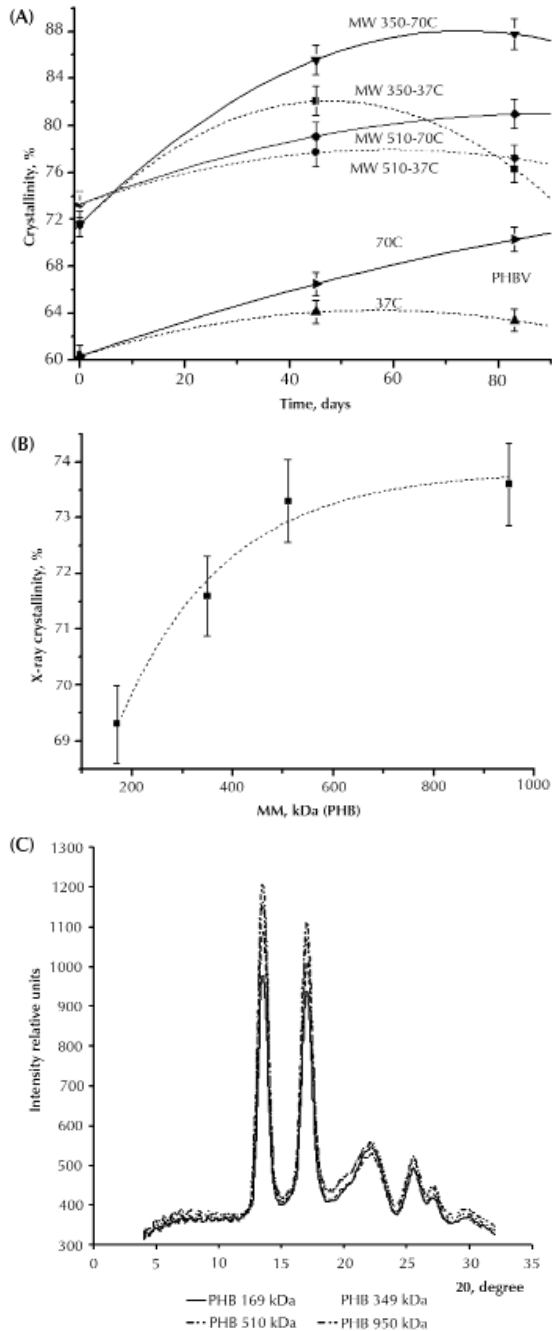 (A)
88
84
80
76
72
68
64
60
Crystallinity, %
MW 350-70C
MW 350-37C
MW 510-70C
MW 510-37C
70C
PHBV
37C
0 20 40 60 80
Time, days
(B)
74
73
72
71
70
69
X-ray crystallinity, %
200 400 600 800 1000
MM, kDa (PHB)
(C)
1300
1200
1100
1000
900
800
700
600
500
400
300
Intensity relative units
0 5 10 15 20 25 30 35
20, degree
PHB 169 kDa PHB 349 kDa
PHB 510 kDa PHB 950 kDa